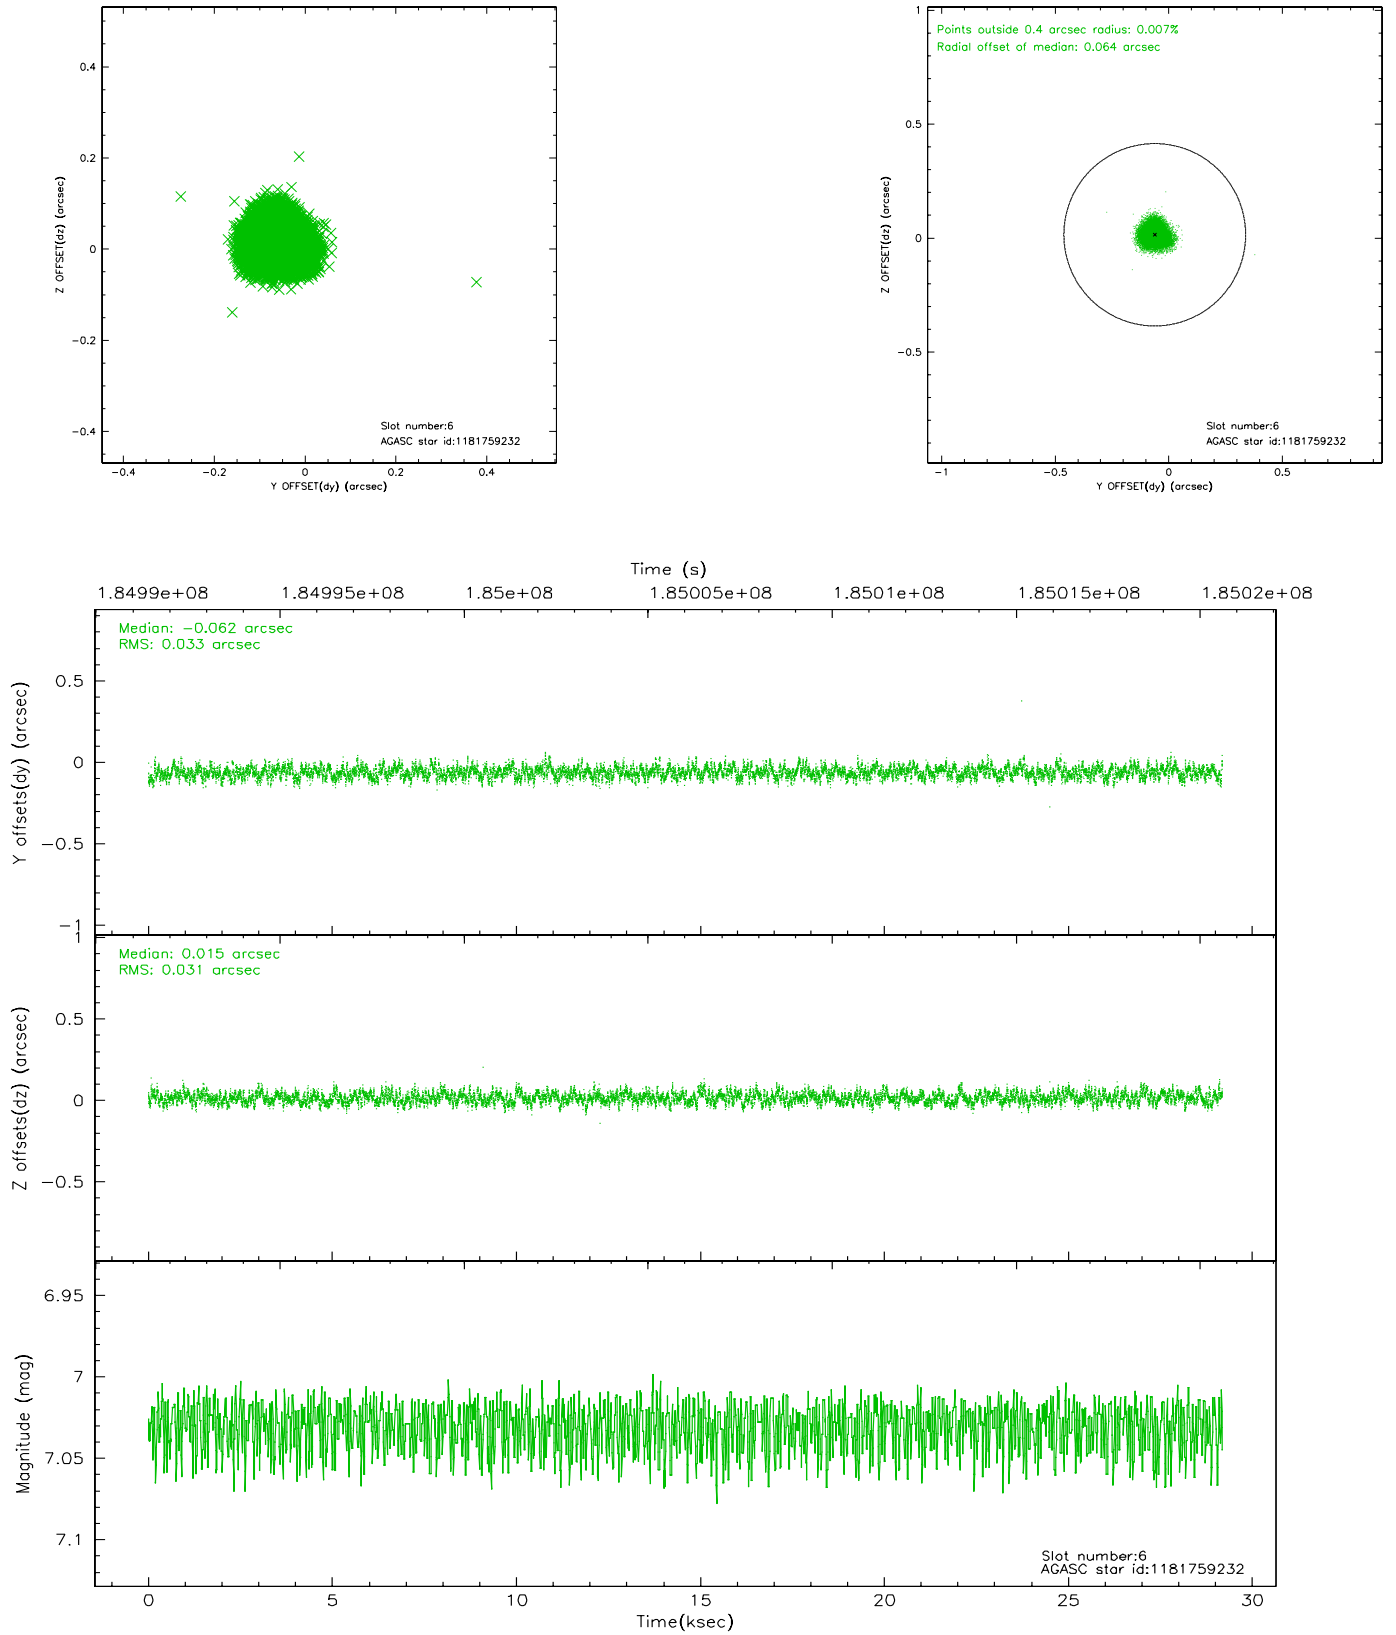 0.4
0.2
0
-0.2
-0.4
Z OFFSET(dz) (arcsec)
-0.4 -0.2 0 0.2 0.4
Y OFFSET(dy) (arcsec)
Slot number:6
AGASC star id:1181759232
Points outside 0.4 arcsec radius: 0.007%
Radial offset of median: 0.064 arcsec
1
0.5
0
-0.5
Z OFFSET(dz) (arcsec)
-1 -0.5 0 0.5
Y OFFSET(dy) (arcsec)
Slot number:6
AGASC star id:1181759232
Time (s)
1.8499e+08 1.84995e+08 1.85e+08 1.85005e+08 1.8501e+08 1.85015e+08 1.8502e+08
Median: -0.062 arcsec
RMS: 0.033 arcsec
0.5
0
-0.5
-1
Y offsets(dy) (arcsec)
Median: 0.015 arcsec
RMS: 0.031 arcsec
1
0.5
0
-0.5
Z offsets(dz) (arcsec)
6.95
7
7.05
7.1
Magnitude (mag)
Slot number:6
AGASC star id:1181759232
0 5 10 15 20 25 30
Time(ksec)